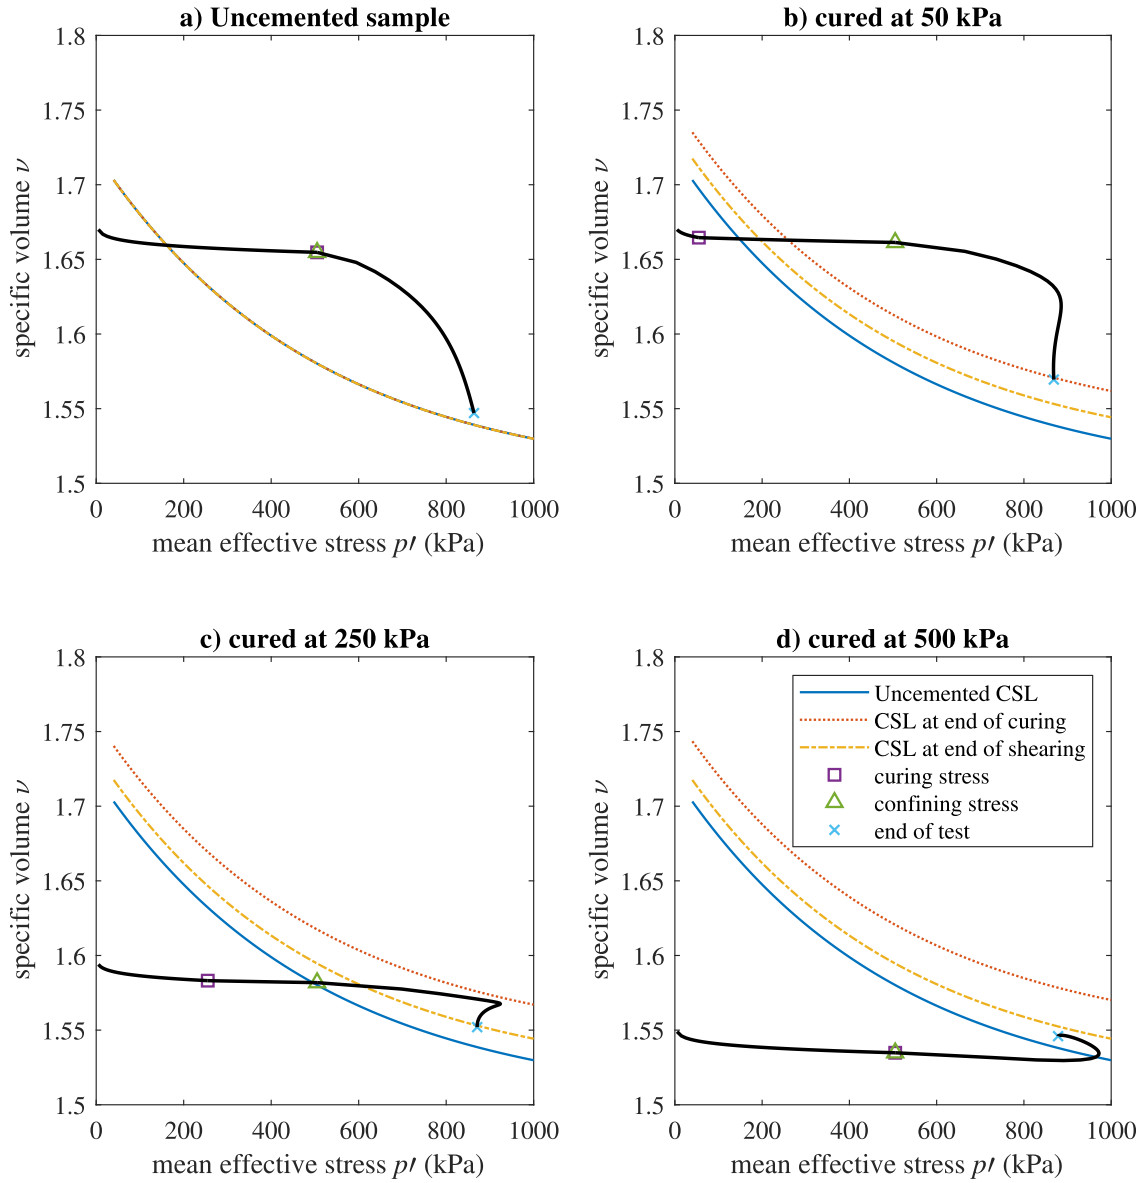 a) Uncemented sample
1.8
1.75
1.7
1.65
1.6
1.55
1.5
specific volume ν
0 200 400 600 800 1000
mean effective stress p′ (kPa)
b) cured at 50 kPa
1.8
1.75
1.7
1.65
1.6
1.55
1.5
specific volume ν
0 200 400 600 800 1000
mean effective stress p′ (kPa)
c) cured at 250 kPa
1.8
1.75
1.7
1.65
1.6
1.55
1.5
specific volume ν
0 200 400 600 800 1000
mean effective stress p′ (kPa)
d) cured at 500 kPa
1.8
1.75
1.7
1.65
1.6
1.55
1.5
specific volume ν
Uncemented CSL
CSL at end of curing
CSL at end of shearing
curing stress
confining stress
end of test
0 200 400 600 800 1000
mean effective stress p′ (kPa)